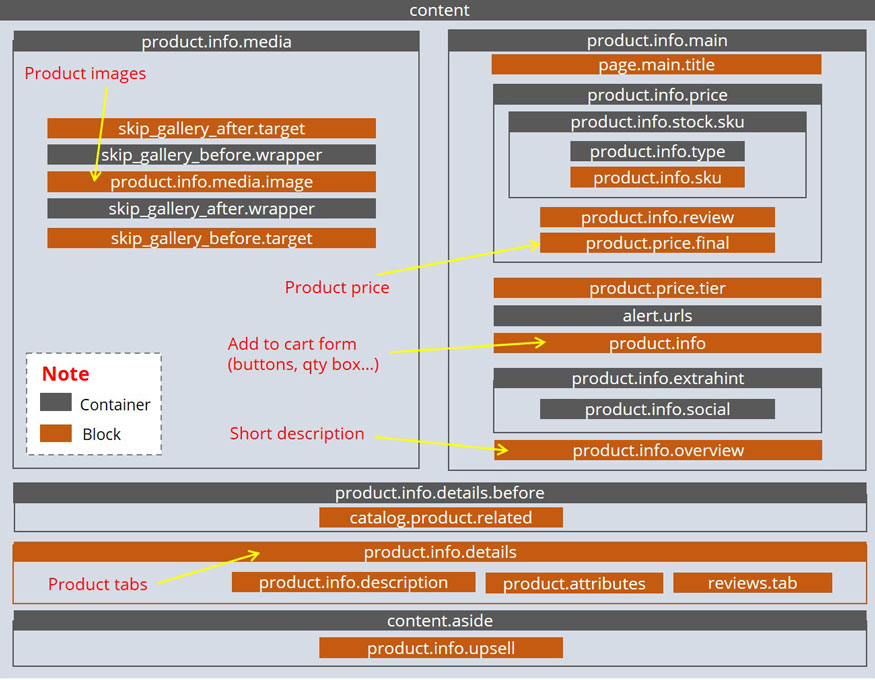 content
product.info.media
Product images
skip_gallery_after.target
skip_gallery_before.wrapper
product.info.media.image
skip_gallery_after.wrapper
skip_gallery_before.target
product.info.main
page.main.title
product.info.price
product.info.stock.sku
product.info.type
product.info.sku
product.info.review
product.price.final
Product price
product.price.tier
alert.urls
Add to cart form
(buttons, qty box...)
product.info
product.info.extrahint
product.info.social
Short description
product.info.overview
Note
Container
Block
product.info.details.before
catalog.product.related
product.info.details
Product tabs
product.info.description
product.attributes
reviews.tab
content.aside
product.info.upsell